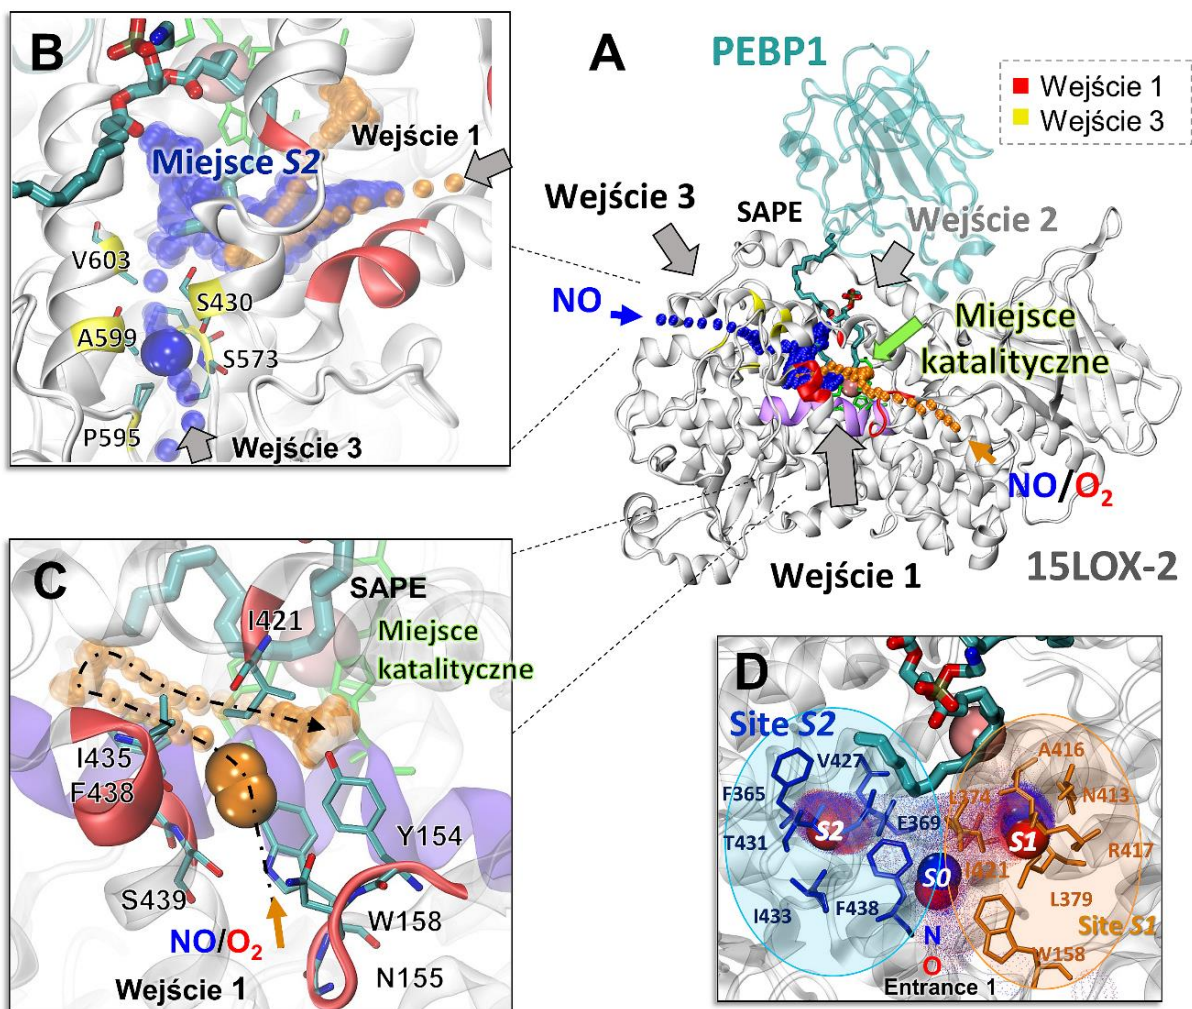 B
Miejsce S2
Wejście 1
V603
S430
A599
S573
P595
Wejście 3
A
PEBP1
Wejście 1
Wejście 3
Wejście 3
SAPE
Wejście 2
NO
Miejsce
katalityczne
NO/O2
Wejście 1
15LOX-2
C
SAPE
I421
Miejsce
katalityczne
I435
F438
Y154
S439
W158
NO/O2
N155
Wejście 1
D
Site S2
V427
A416
F365
L374
N413
S2
E369
S1
T431
R417
S0
I421
L379
I433
F438
Site S1
N
W158
O
Entrance 1